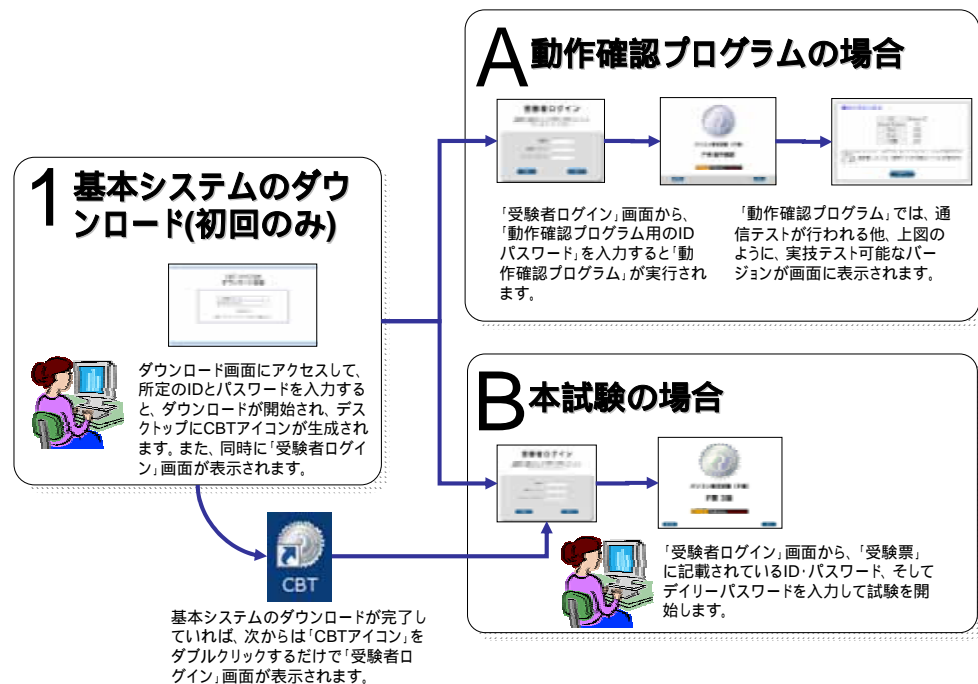 1 基本システムのダウ
ンロード(初回のみ)
ダウンロード画面にアクセスして、
所定のIDとパスワードを入力する
と、ダウンロードが開始され、デス
クトップにCBTアイコンが生成され
ます。また、同時に「受験者ログイ
ン」画面が表示されます。
CBT
基本システムのダウンロードが完了し
ていれば、次からは「CBTアイコン」を
ダブルクリックするだけで「受験者ロ
グイン」画面が表示されます。
A 動作確認プログラムの場合
受験者ログイン
「受験者ログイン」画面から、
「動作確認プログラム用のID
パスワード」を入力すると「動
作確認プログラム」が実行され
ます。
「動作確認プログラム」では、通
信テストが行われる他、上図の
ように、実技テスト可能なバー
ジョンが画面に表示されます。
B 本試験の場合
受験者ログイン
「受験者ログイン」画面から、「受験票」
に記載されているID・パスワード、そして
デイリーパスワードを入力して試験を開
始します。